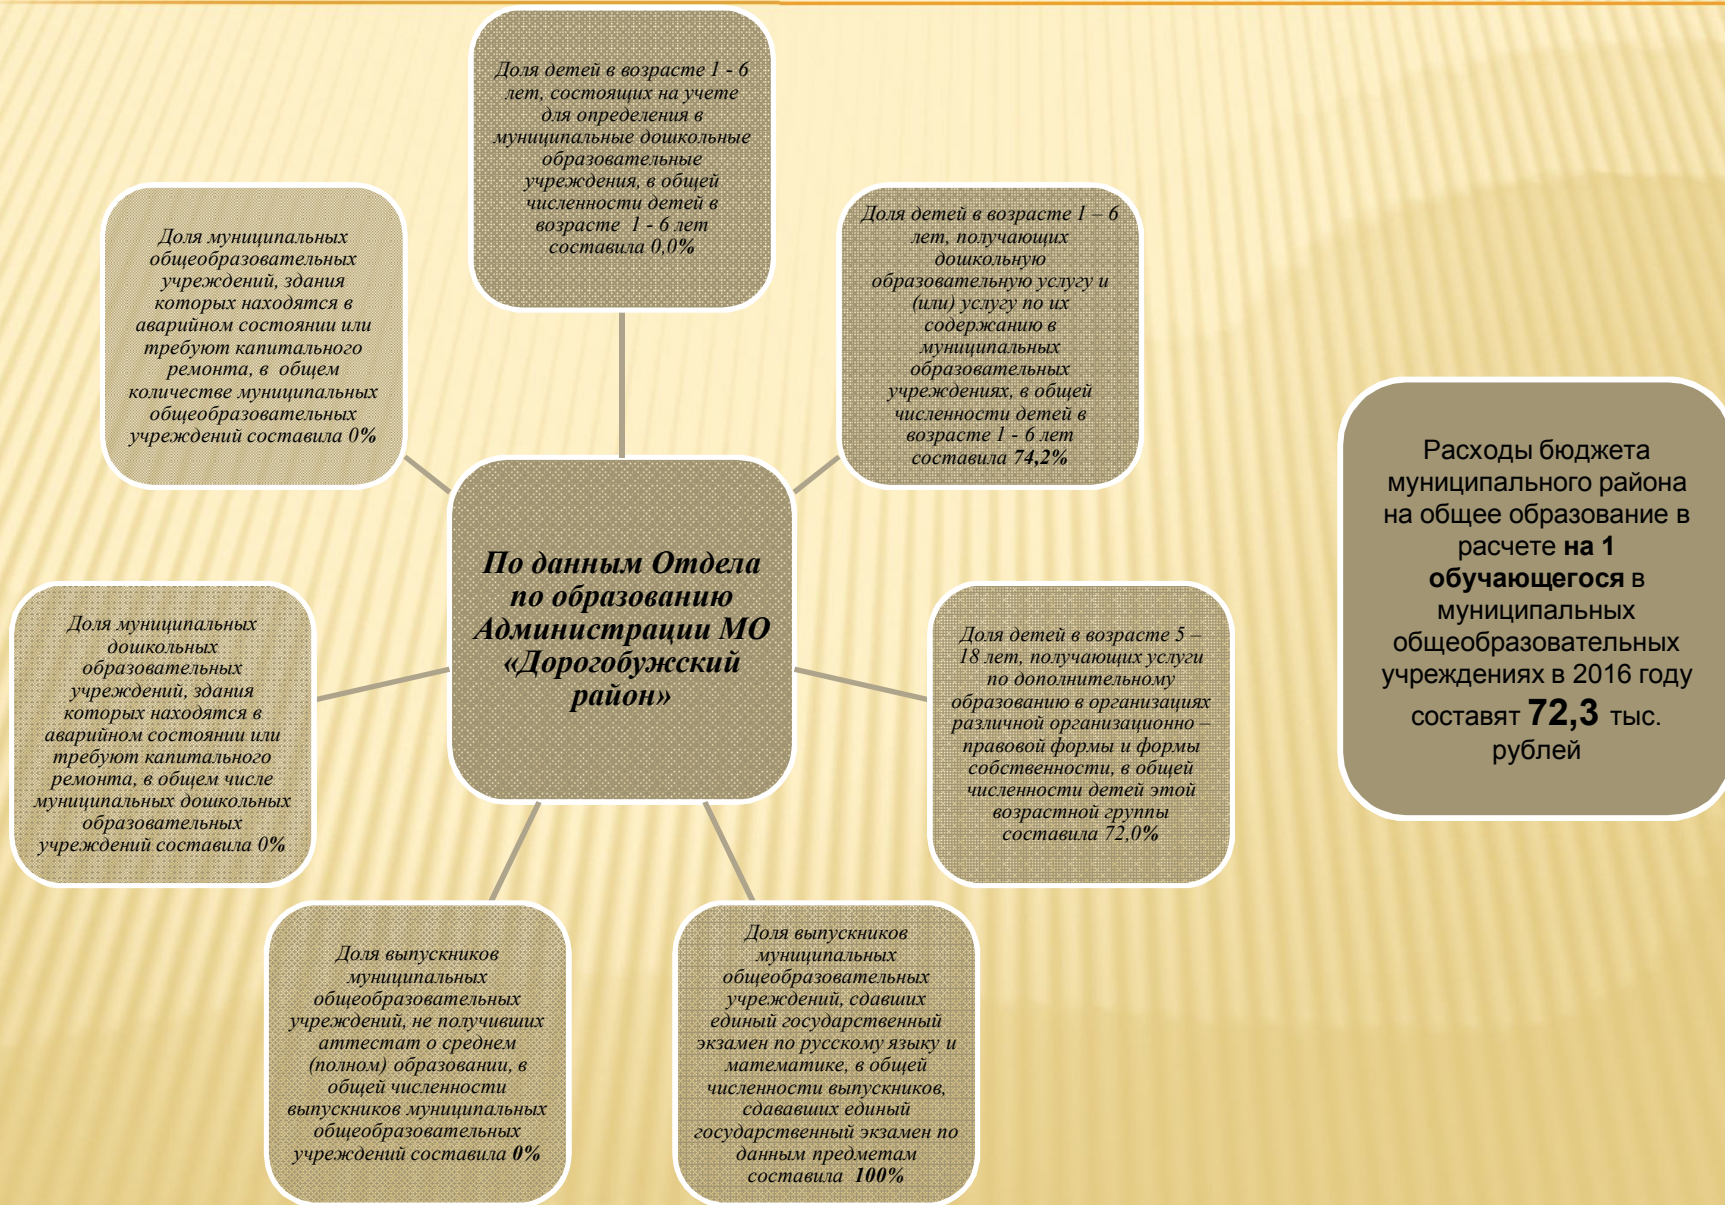 Доля детей в возрасте 1 - 6
лет, состоящих на учете
для определения в
муниципальные дошкольные
образовательные
учреждения, в общей
численности детей в
возрасте 1 - 6 лет
составила 0,0%
Доля детей в возрасте 1 – 6
лет, получающих
дошкольную
образовательную услугу и
(или) услугу по их
содержанию в
муниципальных
образовательных
учреждениях, в общей
численности детей в
возрасте 1 - 6 лет
составила 74,2%
Доля детей в возрасте 5 –
18 лет, получающих услуги
по дополнительному
образованию в организациях
различной организационно –
правовой формы и формы
собственности, в общей
численности детей этой
возрастной группы
составила 72,0%
Доля выпускников
муниципальных
общеобразовательных
учреждений, сдавших
единый государственный
экзамен по русскому языку и
математике, в общей
численности выпускников,
сдававших единый
государственный экзамен по
данным предметам
составила 100%
Доля выпускников
муниципальных
общеобразовательных
учреждений, не получивших
аттестат о среднем
(полном) образовании, в
общей численности
выпускников муниципальных
общеобразовательных
учреждений составила 0%
Доля муниципальных
дошкольных
образовательных
учреждений, здания
которых находятся в
аварийном состоянии или
требуют капитального
ремонта, в общем числе
муниципальных дошкольных
образовательных
учреждений составила 0%
Доля муниципальных
общеобразовательных
учреждений, здания
которых находятся в
аварийном состоянии или
требуют капитального
ремонта, в общем
количестве муниципальных
общеобразовательных
учреждений составила 0%
По данным Отдела
по образованию
Администрации МО
«Дорогобужский
район»
Расходы бюджета
муниципального района
на общее образование в
расчете на 1
обучающегося в
муниципальных
общеобразовательных
учреждениях в 2016 году
составят 72,3 тыс.
рублей